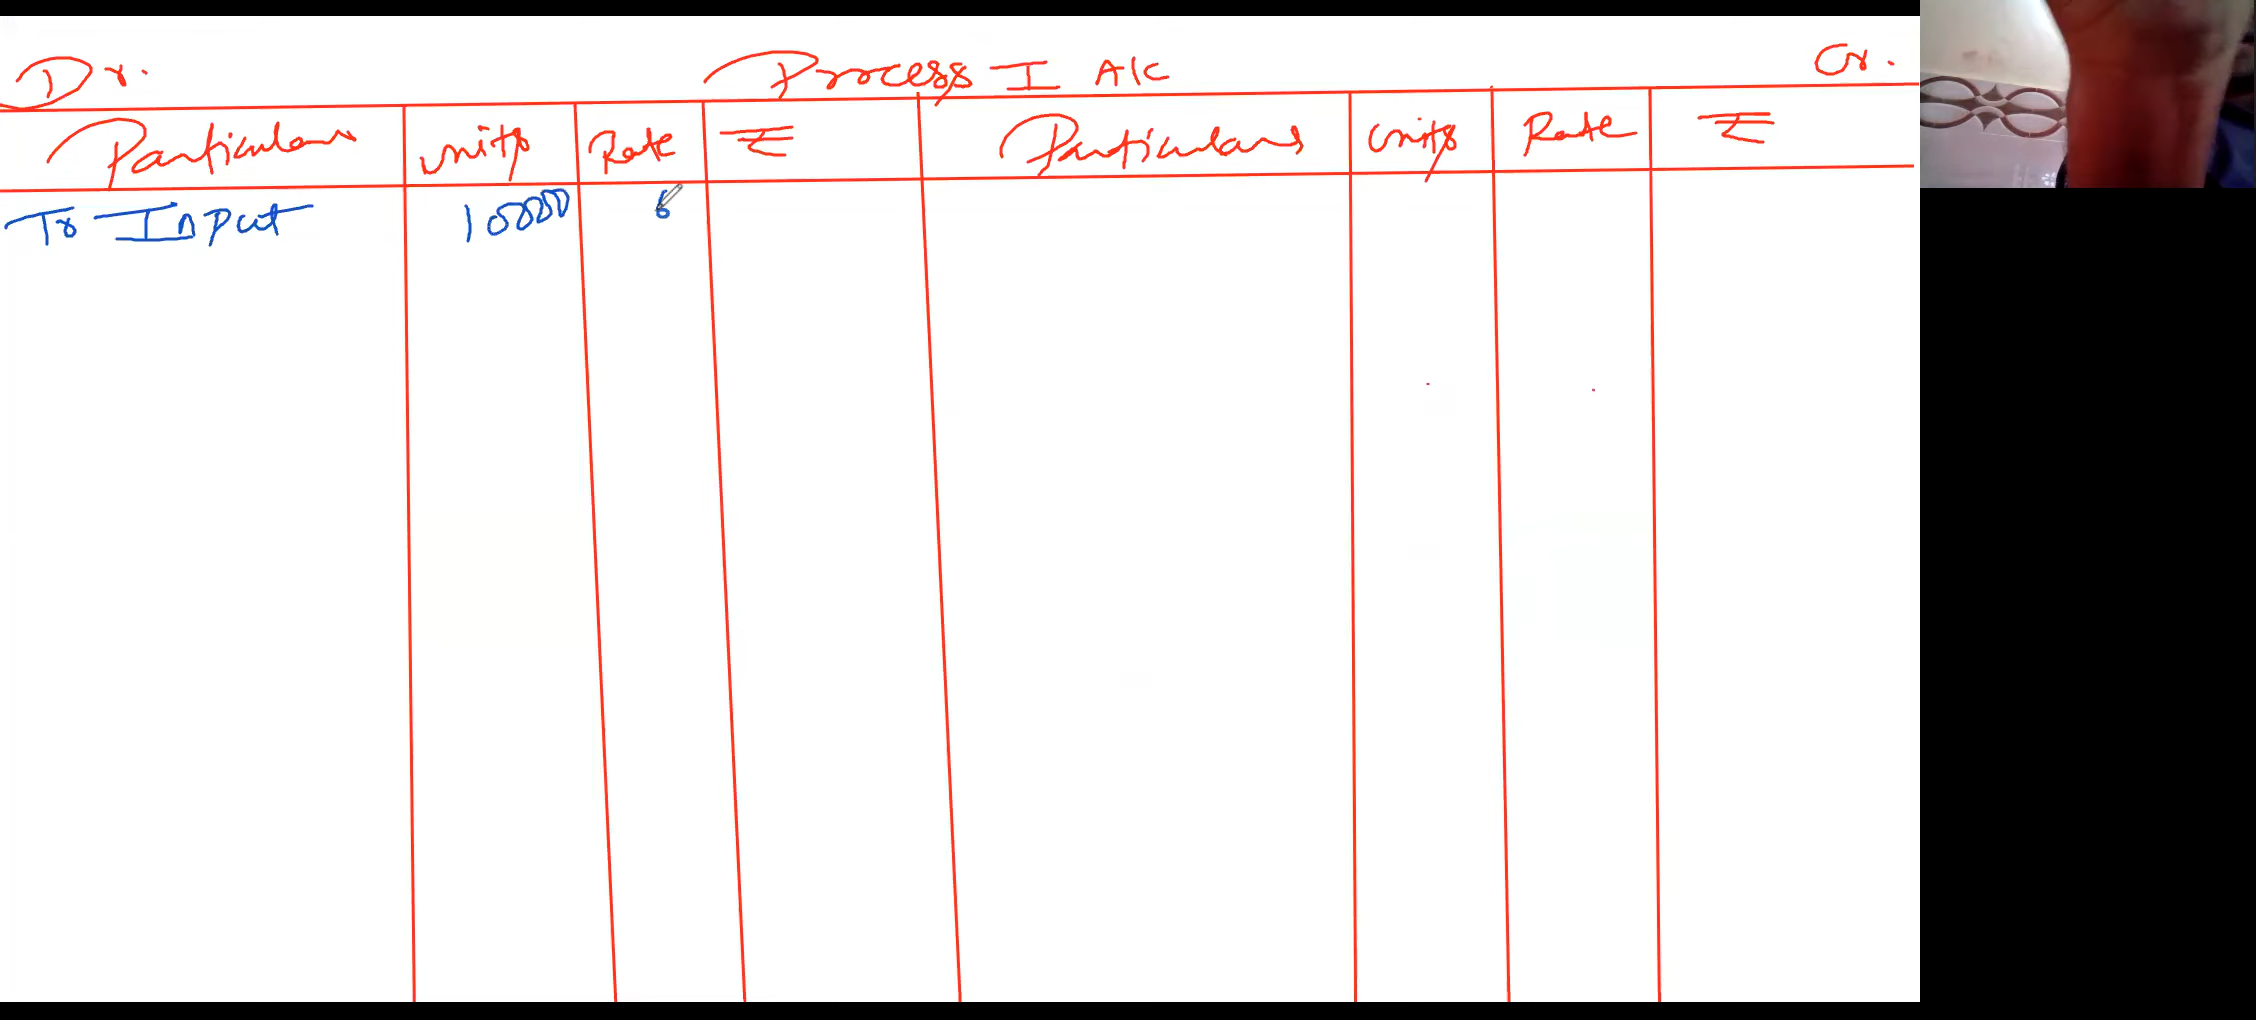 Dr. Process I A/C Cr.
Particulars Units Rate ₹ Particulars Units Rate ₹
To Input 10000 6